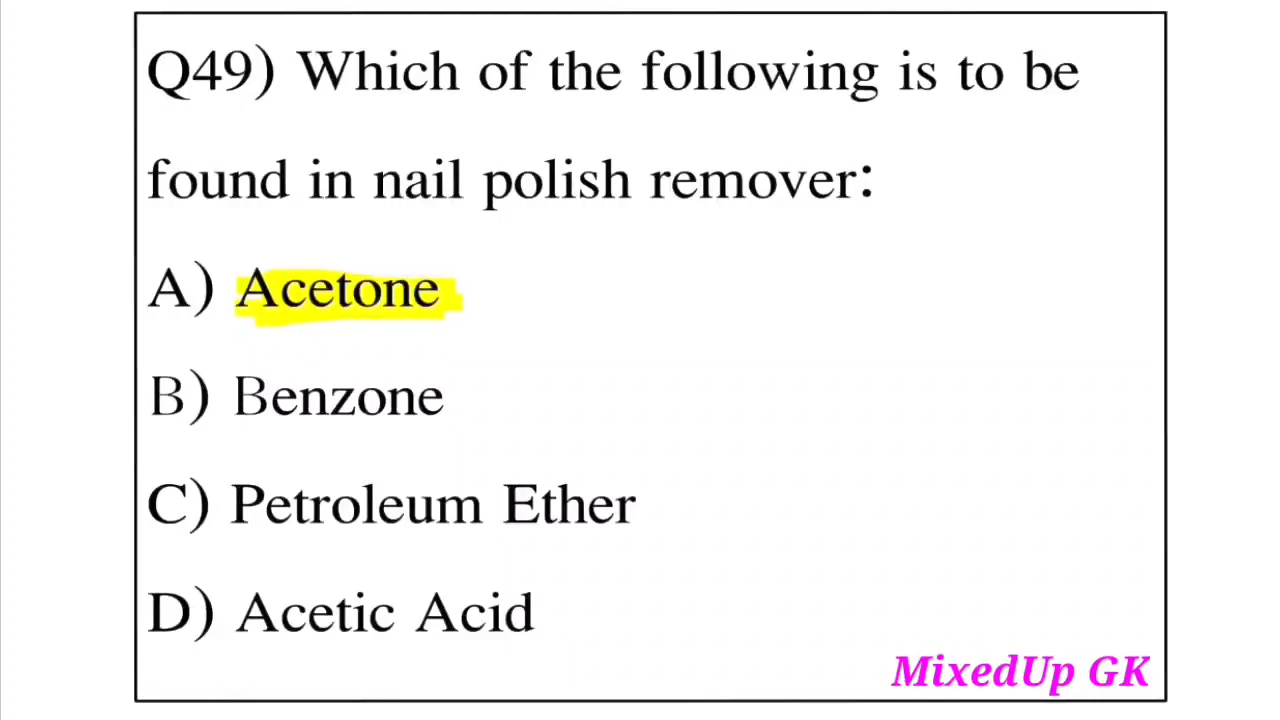 Q49) Which of the following is to be
found in nail polish remover:
A) Acetone
B) Benzone
C) Petroleum Ether
D) Acetic Acid
MixedUp GK